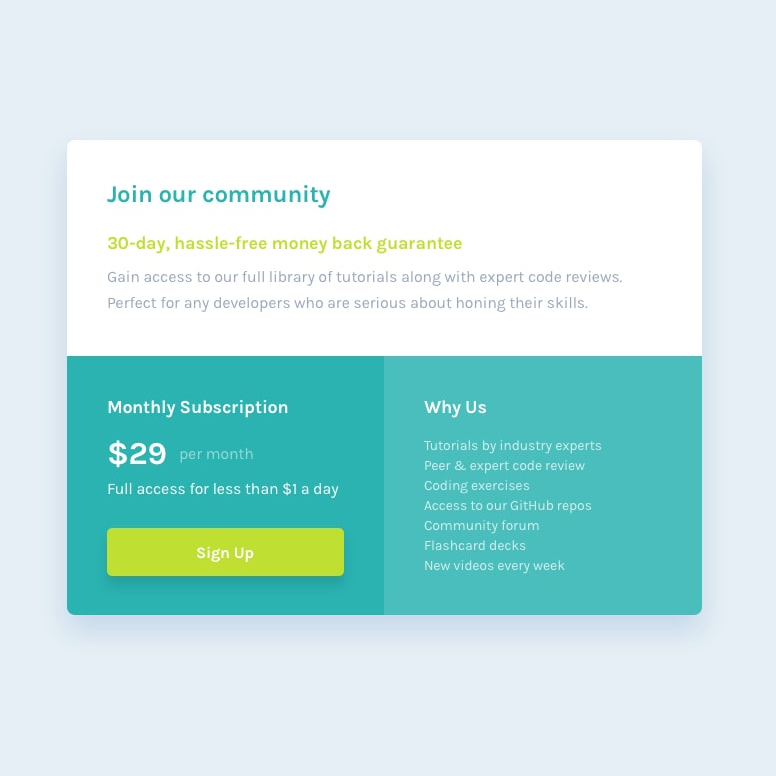 Join our community
30-day, hassle-free money back guarantee
Gain access to our full library of tutorials along with expert code reviews.
Perfect for any developers who are serious about honing their skills.
Monthly Subscription
$29 per month
Full access for less than $1 a day
Sign Up
Why Us
Tutorials by industry experts
Peer & expert code review
Coding exercises
Access to our GitHub repos
Community forum
Flashcard decks
New videos every week